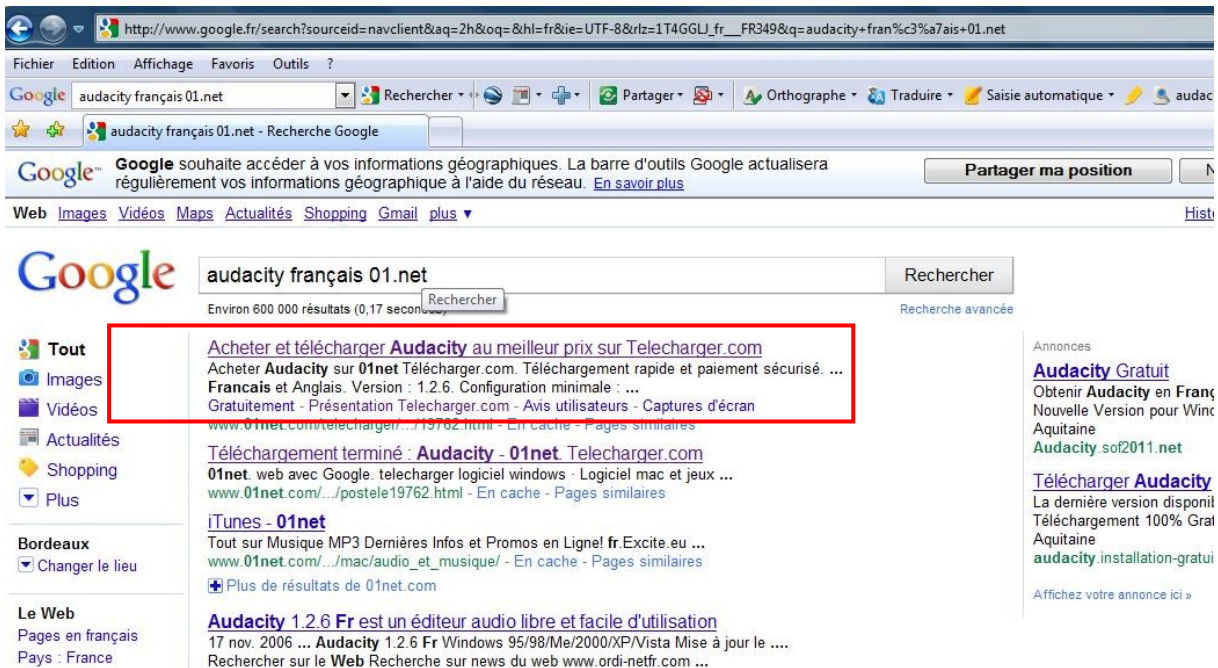 http://www.google.fr/search?sourceid=navclient&aq=2h&oq=&hl=fr&ie=UTF-8&rlz=1T4GGLJ_fr__FR349&q=audacity+fran%c3%a7ais+01.net
Fichier Edition Affichage Favoris Outils ?
Google audacity français 01.net Rechercher Partager Orthographe Traduire Saisie automatique
audacity français 01.net - Recherche Google
Google souhaite accéder à vos informations géographiques. La barre d'outils Google actualisera Partager ma position
Google régulièrement vos informations géographique à l'aide du réseau. En savoir plus
Web Images Vidéos Maps Actualités Shopping Gmail plus
Google audacity français 01.net Rechercher
Rechercher
Environ 600 000 résultats (0,17 Recherche avancée
Tout
Images
Vidéos
Actualités
Shopping
Plus
Bordeaux
Changer le lieu
Le Web
Pages en français
Pays : France
Acheter et télécharger Audacity au meilleur prix sur Telecharger.com
Acheter Audacity sur 01net Télécharger.com. Téléchargement rapide et paiement sécurisé. ...
Francais et Anglais. Version : 1.2.6. Configuration minimale : ...
Gratuitement - Présentation Telecharger.com - Avis utilisateurs - Captures d'écran
www.01net.com/telecharger/.../19762.html - En cache - Pages similaires
Téléchargement terminé : Audacity - 01net. Telecharger.com
01net. web avec Google. telecharger logiciel windows · Logiciel mac et jeux ...
www.01net.com/.../postele19762.html - En cache - Pages similaires
iTunes - 01net
Tout sur Musique MP3 Dernières Infos et Promos en Ligne! fr.Excite.eu ...
www.01net.com/.../mac/audio_et_musique/ - En cache - Pages similaires
Plus de résultats de 01net.com
Audacity 1.2.6 Fr est un éditeur audio libre et facile d'utilisation
17 nov. 2006 ... Audacity 1.2.6 Fr Windows 95/98/Me/2000/XP/Vista Mise à jour le ....
Rechercher sur le Web Recherche sur news du web www.ordi-netfr.com ...
Annonces
Audacity Gratuit
Obtenir Audacity en
Nouvelle Version pour
Aquitaine
Audacity.sof2011.net
Télécharger Audacity
La dernière version
Téléchargement 100%
Aquitaine
Affichez votre annonce ici »